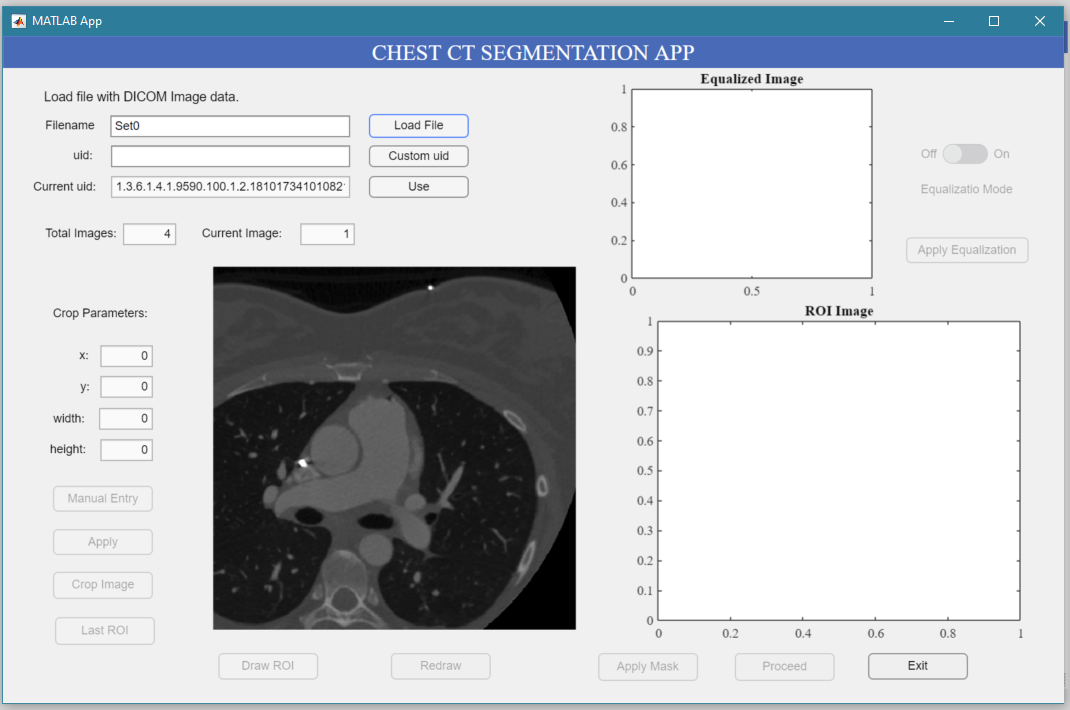 MATLAB App
CHEST CT SEGMENTATION APP
Load file with DICOM Image data.
Filename Set0 Load File
uid: Custom uid
Current uid: 1.3.6.1.4.1.9590.100.1.2.18101734101082 Use
Total Images: 4 Current Image: 1
Crop Parameters:
x: 0
y: 0
width: 0
height: 0
Manual Entry
Apply
Crop Image
Last ROI
Draw ROI Redraw
Equalized Image
1
0.8
0.6
0.4
0.2
0
0 0.5 1
Off On
Equalizatio Mode
Apply Equalization
ROI Image
1
0.9
0.8
0.7
0.6
0.5
0.4
0.3
0.2
0.1
0
0 0.2 0.4 0.6 0.8 1
Apply Mask Proceed Exit